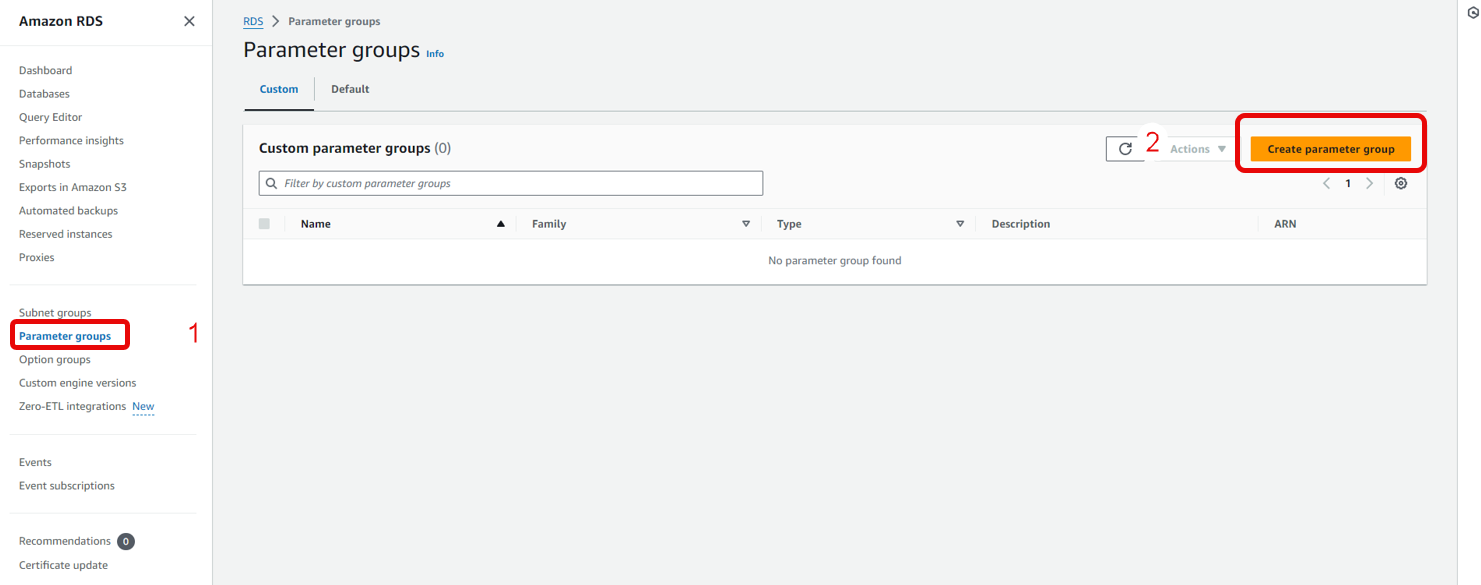 Amazon RDS
Dashboard
Databases
Query Editor
Performance insights
Snapshots
Exports in Amazon S3
Automated backups
Reserved instances
Proxies
Subnet groups
Parameter groups
1
Option groups
Custom engine versions
Zero-ETL integrations New
Events
Event subscriptions
Recommendations 0
Certificate update
RDS > Parameter groups
Parameter groups Info
Custom Default
Custom parameter groups (0)
2 Actions Create parameter group
Filter by custom parameter groups
1
Name Family Type Description ARN
No parameter group found